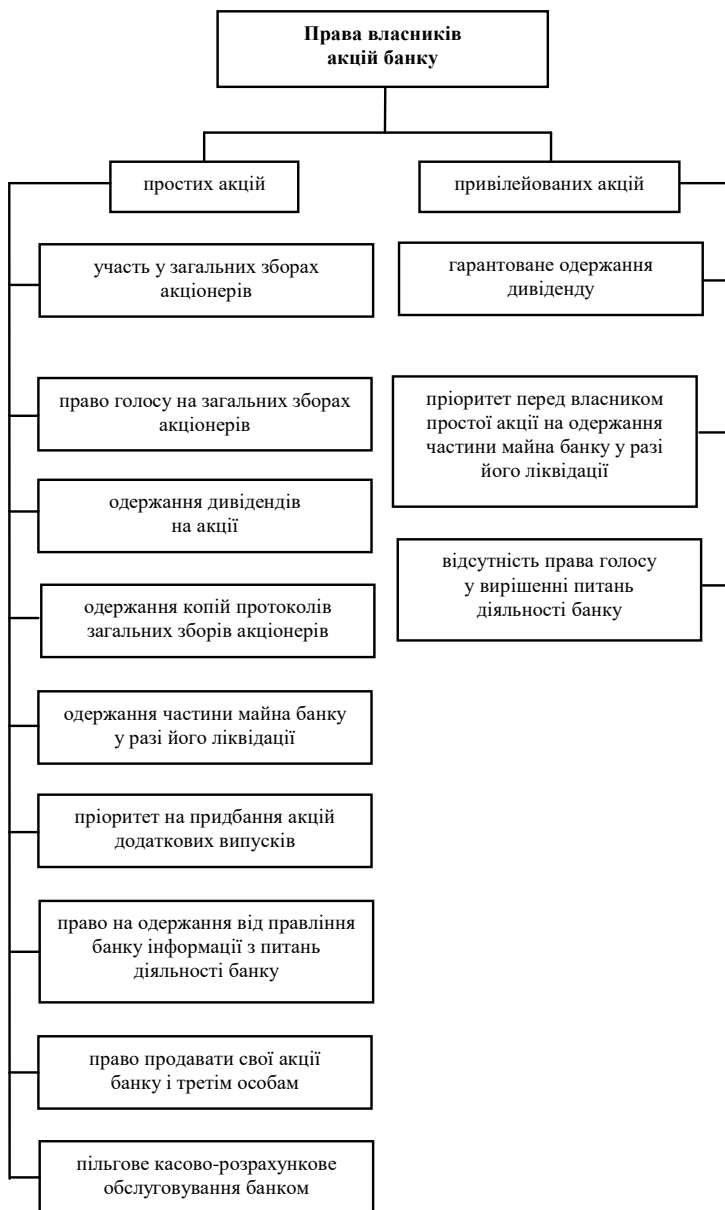 Права власників
акцій банку
простих акцій
привілейованих акцій
участь у загальних зборах
акціонерів
право голосу на загальних зборах
акціонерів
одержання дивідендів
на акції
одержання копій протоколів
загальних зборів акціонерів
одержання частини майна банку
у разі його ліквідації
пріоритет на придбання акцій
додаткових випусків
право на одержання від правління
банку інформації з питань
діяльності банку
право продавати свої акції
банку і третім особам
пільгове касово-розрахункове
обслуговування банком
гарантоване одержання
дивіденду
пріоритет перед власником
простої акції на одержання
частини майна банку у разі
його ліквідації
відсутність права голосу
у вирішенні питань
діяльності банку